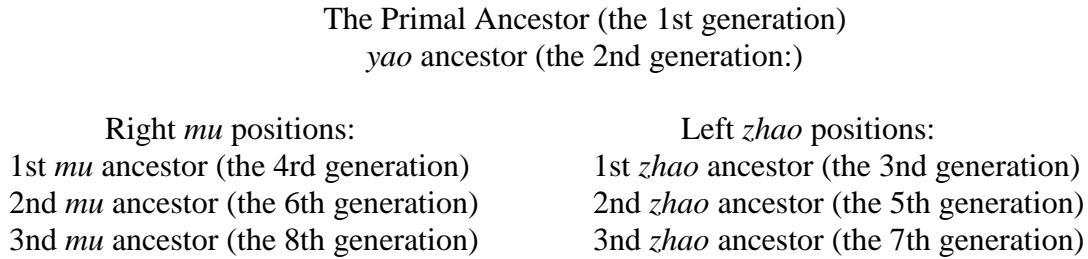 The Primal Ancestor (the 1st generation)
yao ancestor (the 2nd generation:)
Right mu positions:
1st mu ancestor (the 4rd generation)
2nd mu ancestor (the 6th generation)
3nd mu ancestor (the 8th generation)
Left zhao positions:
1st zhao ancestor (the 3nd generation)
2nd zhao ancestor (the 5th generation)
3nd zhao ancestor (the 7th generation)